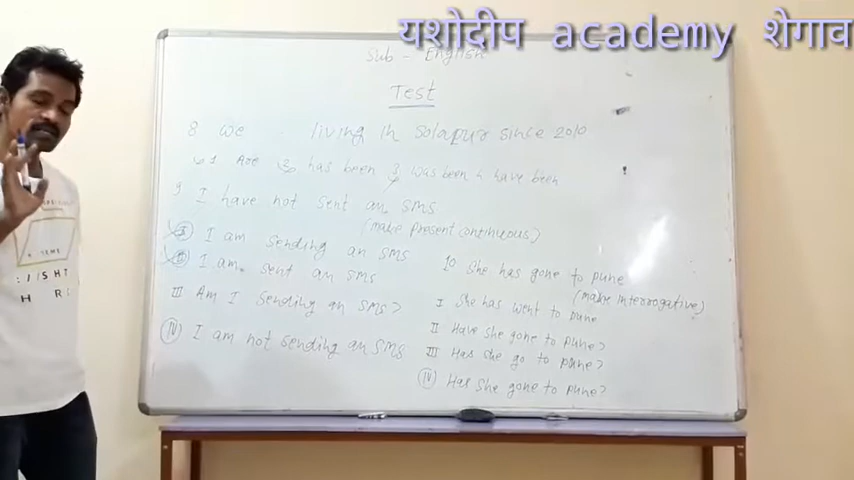 यशोदीप academy शेगाव
Sub - English
Test
8 we living in Solapur since 2010
1 Are 2 has been 3 was been 4 have been
9 I have not sent an SMS
(make present continuous)
I I am sending an SMS
II I am sent an SMS
III Am I sending an SMS?
IV I am not sending an SMS
10 She has gone to pune
(make interrogative)
I She has went to pune
II Have she gone to pune?
III Has she go to pune?
IV Has she gone to pune?